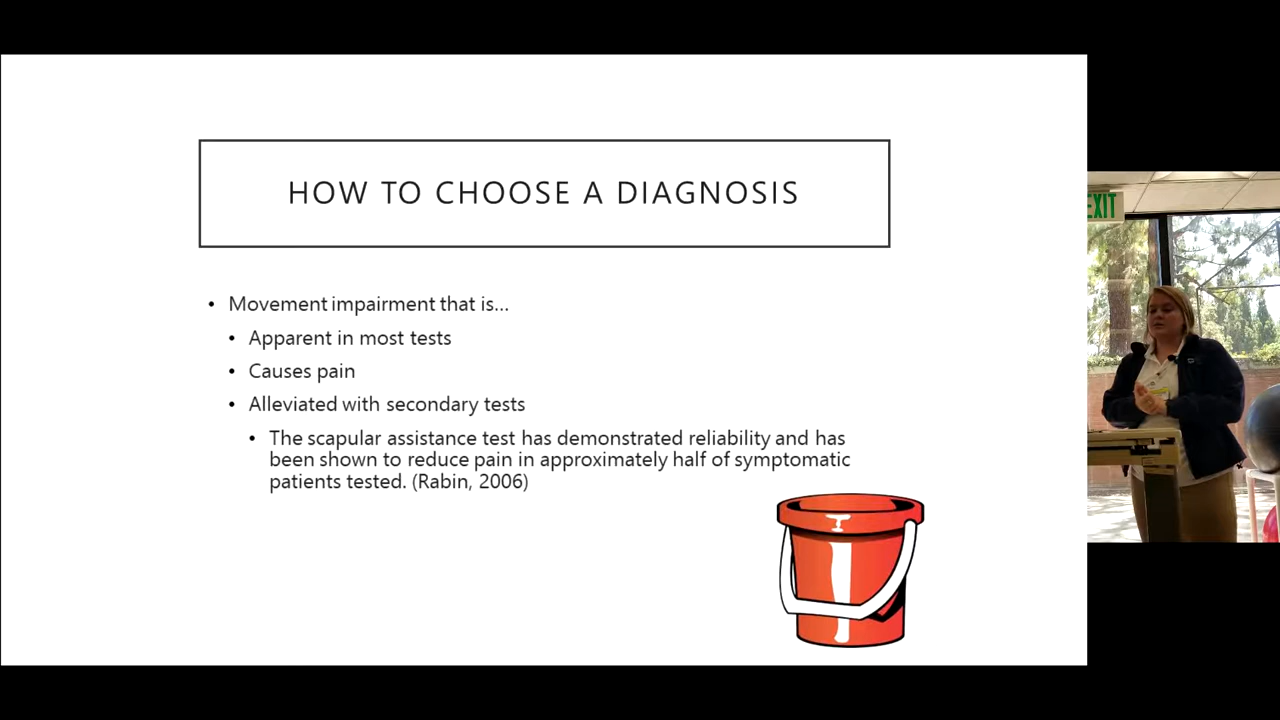 HOW TO CHOOSE A DIAGNOSIS
• Movement impairment that is...
• Apparent in most tests
• Causes pain
• Alleviated with secondary tests
• The scapular assistance test has demonstrated reliability and has
been shown to reduce pain in approximately half of symptomatic
patients tested. (Rabin, 2006)
EXIT